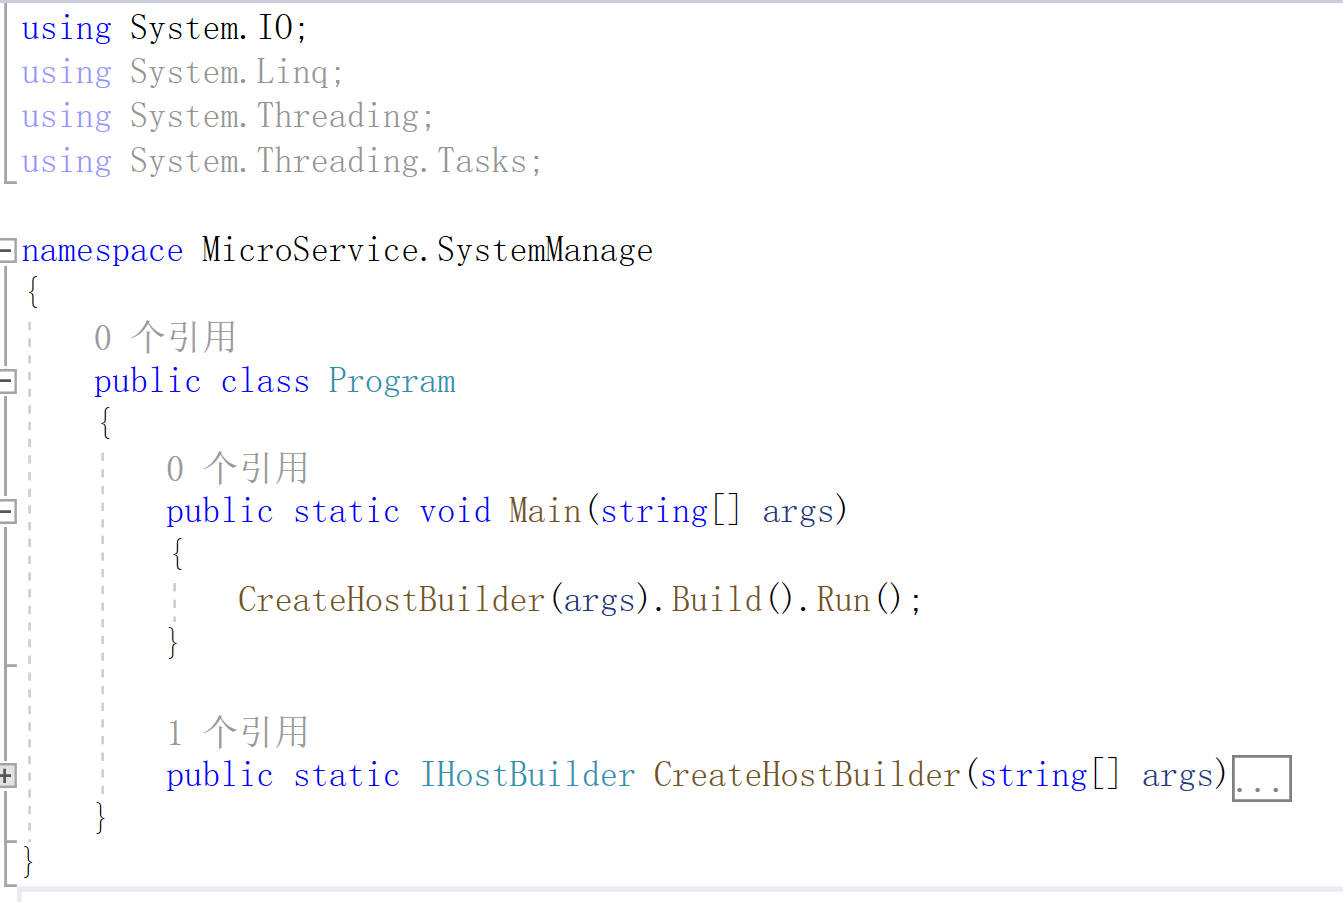 using System.IO;
using System.Linq;
using System.Threading;
using System.Threading.Tasks;
namespace MicroService.SystemManage
{
0 个引用
public class Program
{
0 个引用
public static void Main(string[] args)
{
CreateHostBuilder(args).Build().Run();
}
1 个引用
public static IHostBuilder CreateHostBuilder(string[] args)...
}
}